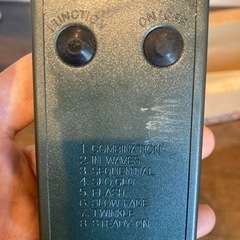 FUNCTION
ON/OFF
1. COMBINATION
2. IN WAVES
3. SEQUENTIAL
4. SLO GLO
5. FLASH
6. SLOW FADE
7. TWINKLE
8. STEADY ON